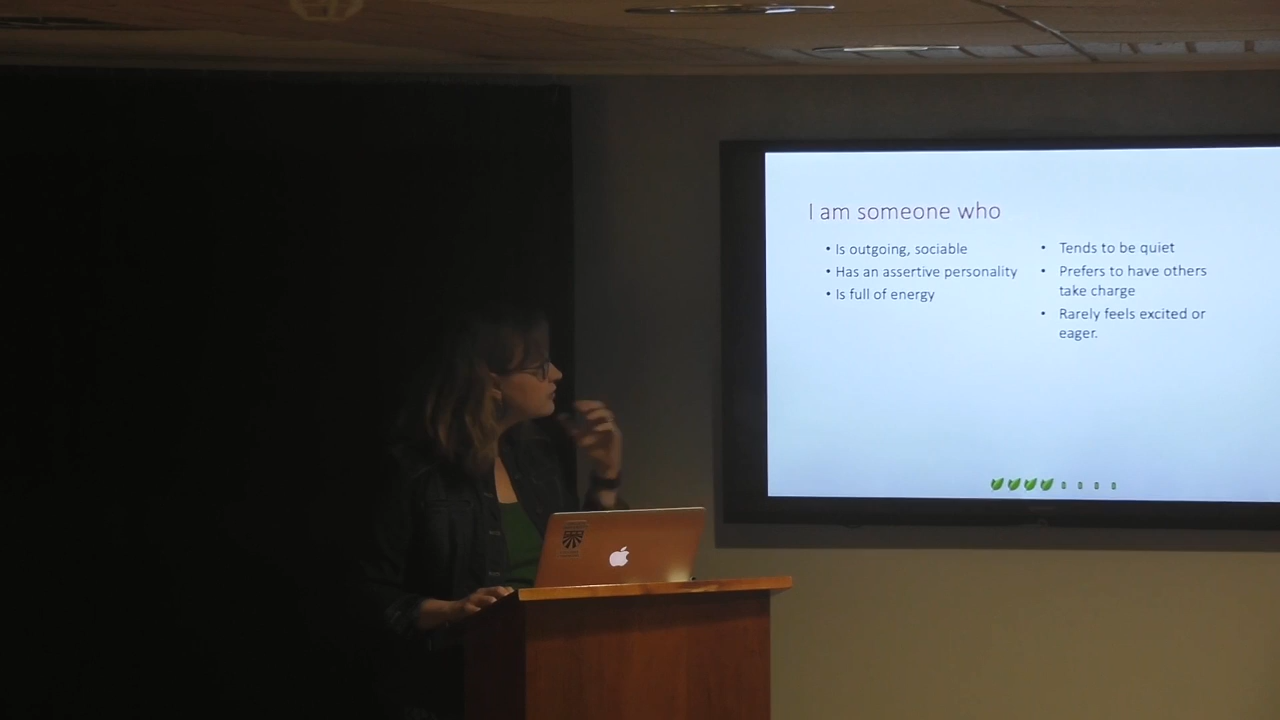 I am someone who
• Is outgoing, sociable
• Has an assertive personality
• Is full of energy
• Tends to be quiet
• Prefers to have others
take charge
• Rarely feels excited or
eager.